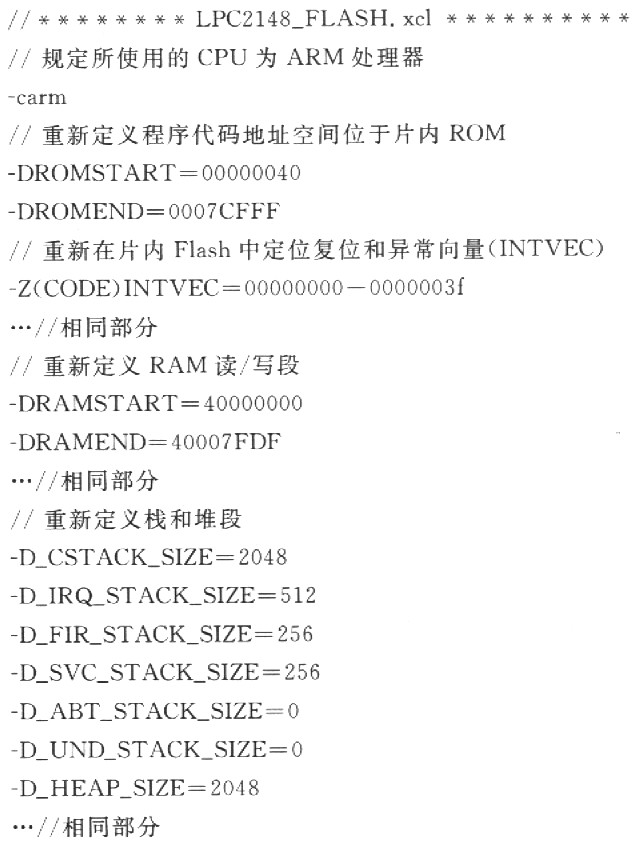 // * * * * * * * * LPC2148_FLASH. xcl * * * * * * * * * *
// 规定所使用的 CPU 为 ARM 处理器
-carm
// 重新定义程序代码地址空间位于片内 ROM
-DROMSTART=00000040
-DROMEND=0007CFFF
// 重新在片内 Flash 中定位复位和异常向量(INTVEC)
-Z(CODE)INTVEC=00000000-0000003f
…//相同部分
// 重新定义 RAM 读/写段
-DRAMSTART=40000000
-DRAMEND=40007FDF
…//相同部分
// 重新定义栈和堆段
-D_CSTACK_SIZE=2048
-D_IRQ_STACK_SIZE=512
-D_FIR_STACK_SIZE=256
-D_SVC_STACK_SIZE=256
-D_ABT_STACK_SIZE=0
-D_UND_STACK_SIZE=0
-D_HEAP_SIZE=2048
…//相同部分